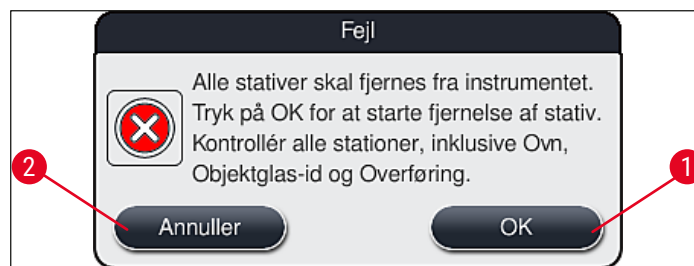 Fejl
Alle stativer skal fjernes fra instrumentet.
Tryk på OK for at starte fjernelse af stativ.
Kontrollér alle stationer, inklusive Ovn,
Objektglas-id og Overføring.
2
1
Annuller
OK